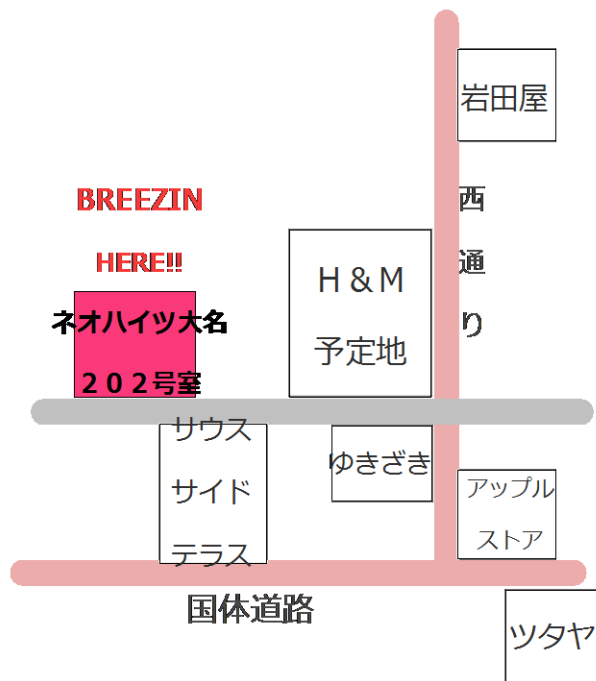 岩田屋
西通り
BREEZIN
HERE!!
H＆M
予定地
ネオハイツ大名
２０２号室
サウス
サイド
テラス
ゆきざき
アップル
ストア
国体道路
ツタヤ